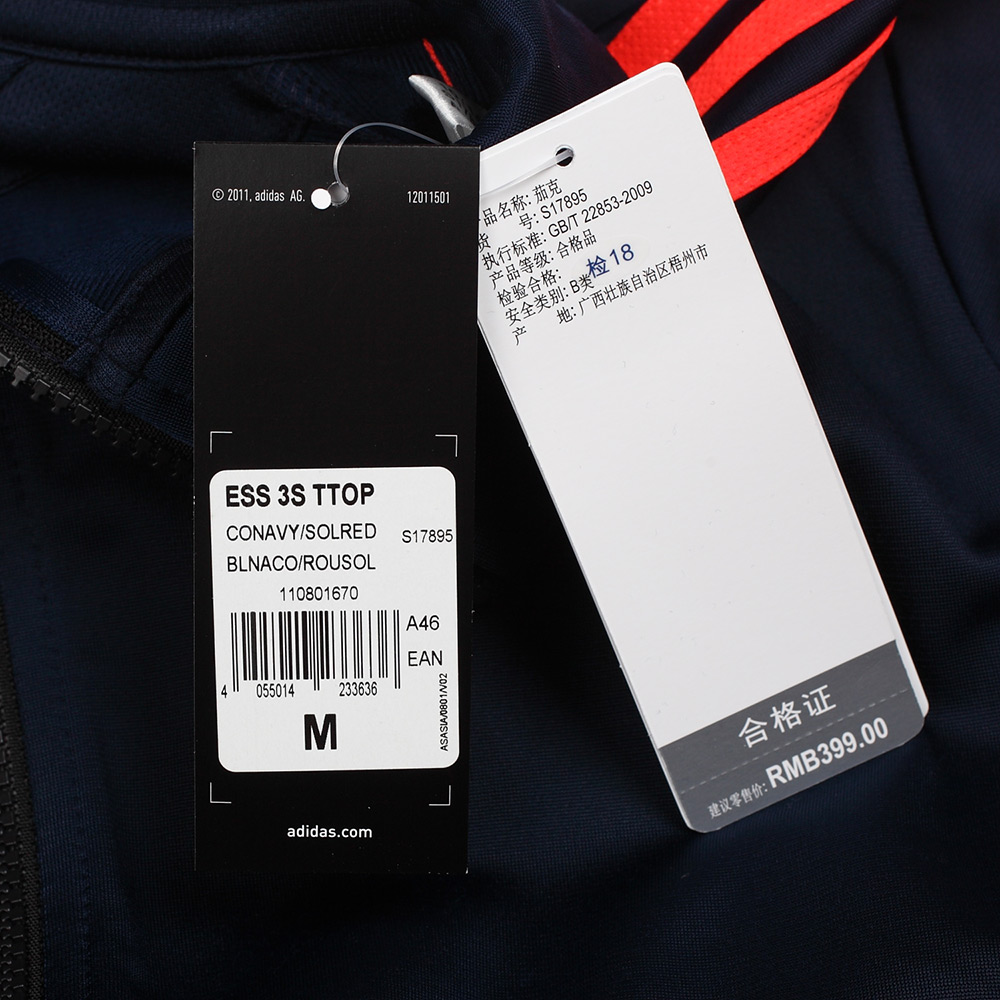 © 2011, adidas AG.
12011501
ESS 3S TTOP
CONAVY/SOLRED
S17895
BLNACO/ROUSOL
110801670
A46
EAN
4 055014 233636
ASASIA/0801/V02
M
adidas.com
品名称: 茄克
货 号: S17895
执行标准: GB/T 22853-2009
产品等级: 合格品
检验合格: 检18
安全类别: B类
产 地: 广西壮族自治区梧州市
合格证
建议零售价: RMB399.00